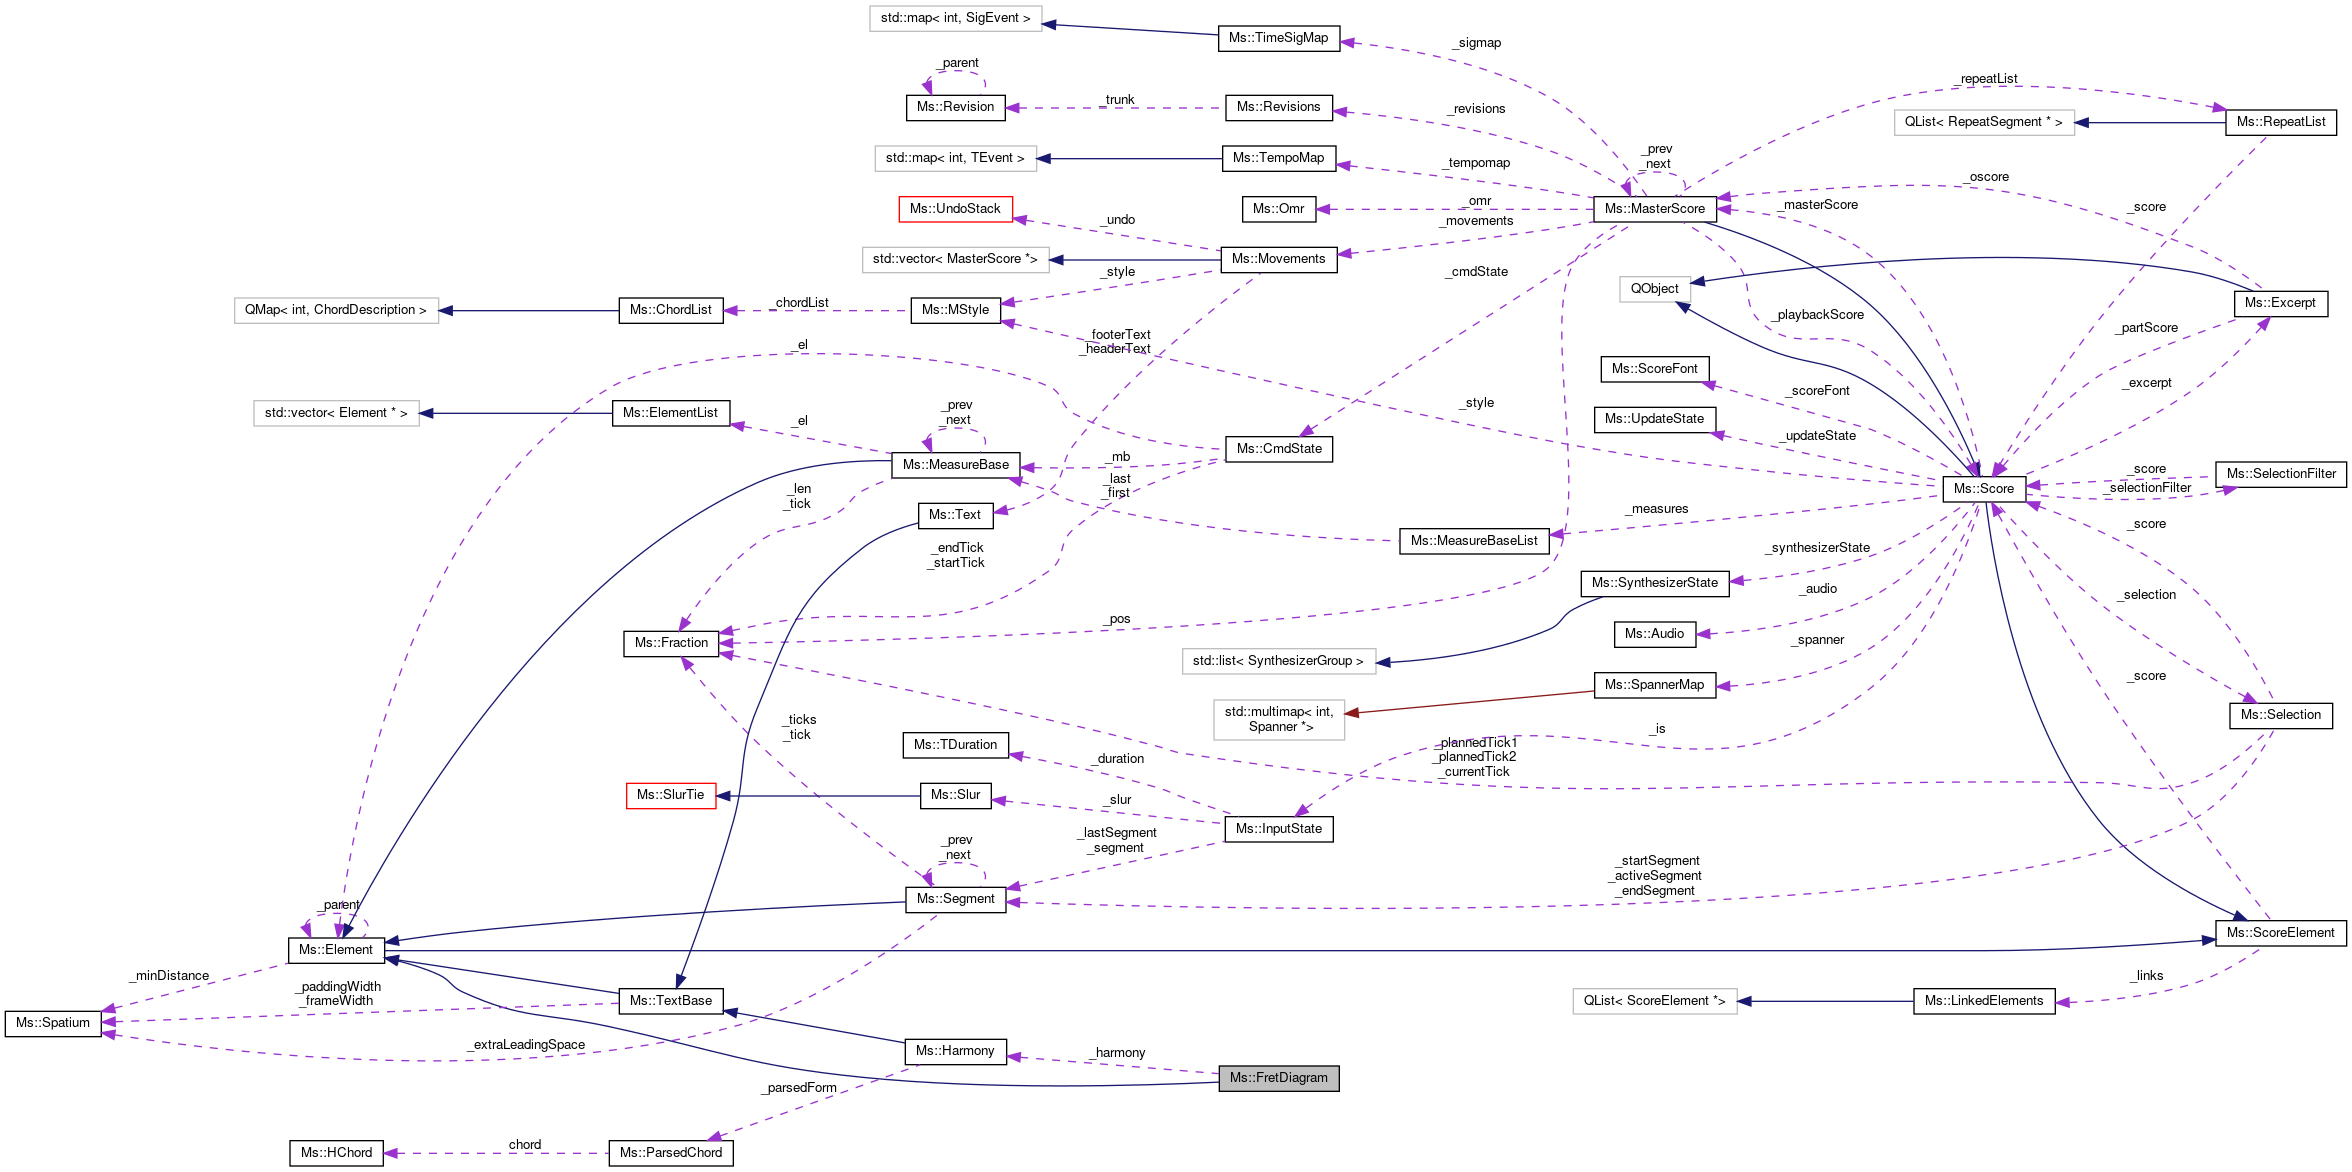 std::map< int, SigEvent >
Ms::TimeSigMap
_sigmap
_parent
_repeatList
Ms::Revision
_trunk
Ms::Revisions
_revisions
QList< RepeatSegment * >
Ms::RepeatList
std::map< int, TEvent >
Ms::TempoMap
_tempomap
_prev
_next
_oscore
Ms::UndoStack
_undo
Ms::Omr
_omr
Ms::MasterScore
_masterScore
_score
_movements
std::vector< MasterScore *>
Ms::Movements
_style
_cmdState
QObject
QMap< int, ChordDescription >
Ms::ChordList
_chordList
Ms::MStyle
Ms::Excerpt
_footerText
_headerText
_playbackScore
_partScore
_el
Ms::ScoreFont
_scoreFont
_excerpt
std::vector< Element * >
Ms::ElementList
_el
_prev
_next
_style
Ms::UpdateState
_updateState
Ms::MeasureBase
_mb
Ms::CmdState
_len
_tick
_last
_first
Ms::Score
_score
_selectionFilter
Ms::SelectionFilter
Ms::Text
_measures
_score
_endTick
_startTick
Ms::MeasureBaseList
_synthesizerState
Ms::SynthesizerState
_audio
_selection
Ms::Fraction
_pos
Ms::Audio
_spanner
std::list< SynthesizerGroup >
Ms::SpannerMap
_score
std::multimap< int,
Spanner *>
Ms::Selection
_ticks
_tick
_is
Ms::TDuration
_duration
_plannedTick1
_plannedTick2
_currentTick
Ms::SlurTie
Ms::Slur
_slur
Ms::InputState
_prev
_next
_lastSegment
_segment
_startSegment
_activeSegment
_endSegment
Ms::Segment
_parent
Ms::Element
Ms::ScoreElement
_minDistance
_paddingWidth
_frameWidth
Ms::TextBase
_links
QList< ScoreElement *>
Ms::LinkedElements
Ms::Spatium
_extraLeadingSpace
Ms::Harmony
_harmony
Ms::FretDiagram
_parsedForm
Ms::HChord
chord
Ms::ParsedChord